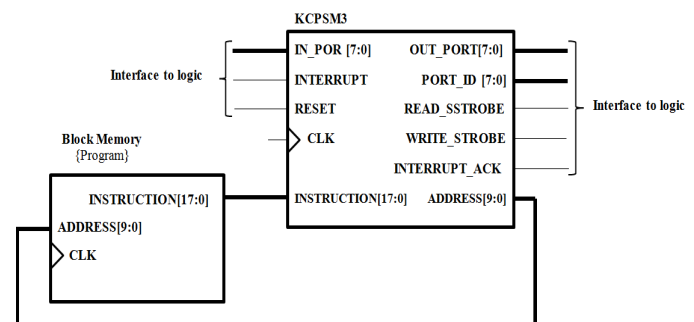 KCPSM3
IN_POR [7:0] OUT_PORT[7:0]
Interface to logic
INTERRUPT PORT_ID [7:0]
RESET READ_SSTROBE
Interface to logic
CLK WRITE_STROBE
INTERRUPT_ACK
INSTRUCTION[17:0] ADDRESS[9:0]
Block Memory
{Program}
INSTRUCTION[17:0]
ADDRESS[9:0]
CLK